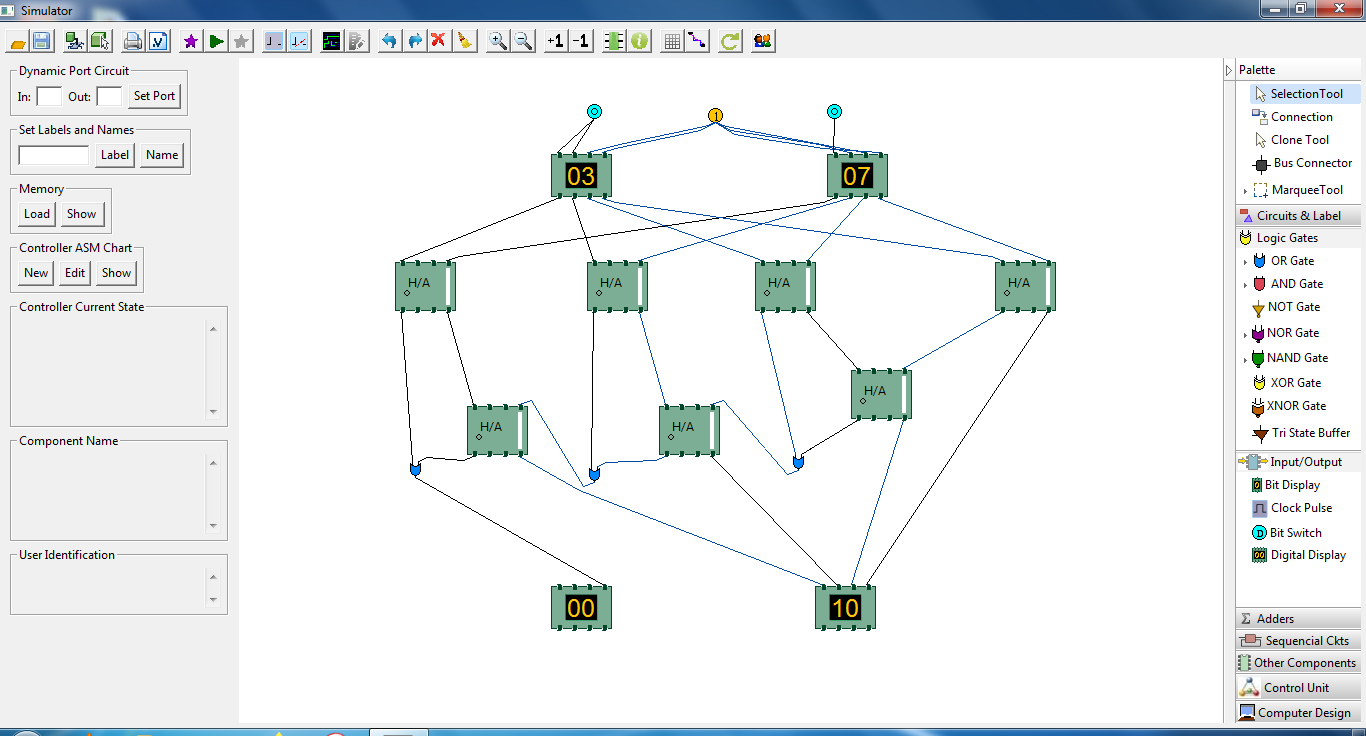 Simulator
+1 -1
Dynamic Port Circuit
In: Out: Set Port
Set Labels and Names
Label Name
Memory
Load Show
Controller ASM Chart
New Edit Show
Controller Current State
Component Name
User Identification
1
03 07
H/A H/A H/A H/A
H/A
H/A H/A
00 10
Palette
SelectionTool
Connection
Clone Tool
Bus Connector
MarqueeTool
Circuits & Label
Logic Gates
OR Gate
AND Gate
NOT Gate
NOR Gate
NAND Gate
XOR Gate
XNOR Gate
Tri State Buffer
Input/Output
Bit Display
Clock Pulse
D Bit Switch
00 Digital Display
Σ Adders
Sequencial Ckts
Other Components
Control Unit
Computer Design